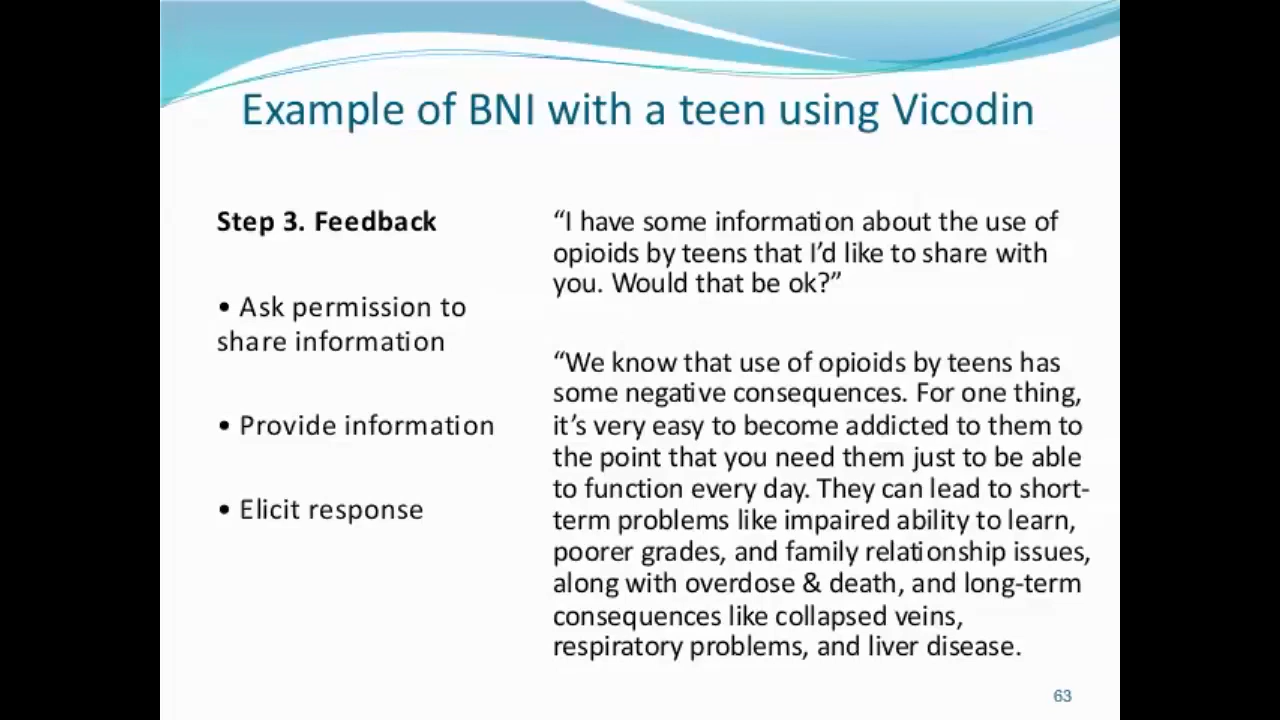 Example of BNI with a teen using Vicodin
Step 3. Feedback
• Ask permission to
share information
• Provide information
• Elicit response
“I have some information about the use of
opioids by teens that I’d like to share with
you. Would that be ok?”
“We know that use of opioids by teens has
some negative consequences. For one thing,
it’s very easy to become addicted to them to
the point that you need them just to be able
to function every day. They can lead to short-
term problems like impaired ability to learn,
poorer grades, and family relationship issues,
along with overdose & death, and long-term
consequences like collapsed veins,
respiratory problems, and liver disease.
63